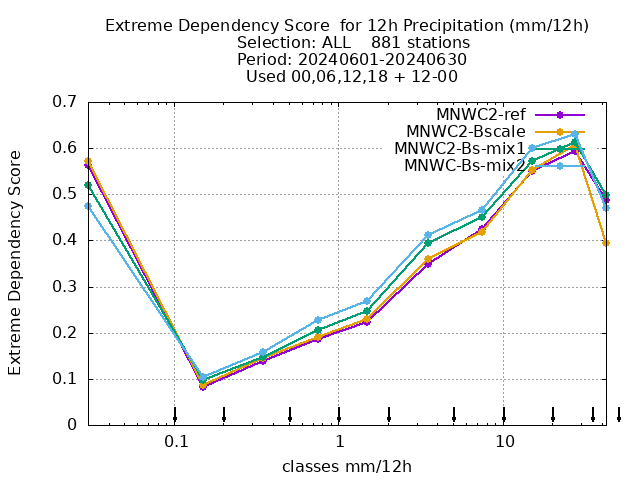 Extreme Dependency Score  for 12h Precipitation (mm/12h)
Selection: ALL    881 stations
Period: 20240601-20240630
Used 00,06,12,18 + 12-00
MNWC2-ref
MNWC2-Bscale
MNWC2-Bs-mix1
MNWC-Bs-mix2
Extreme Dependency Score
0.7
0.6
0.5
0.4
0.3
0.2
0.1
0
0.1
1
10
classes mm/12h